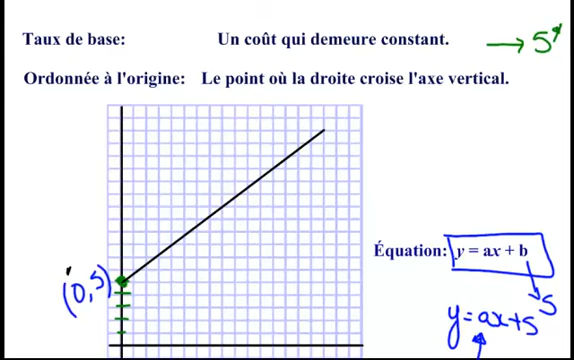 Taux de base: Un coût qui demeure constant. → 5$
Ordonnée à l'origine: Le point où la droite croise l'axe vertical.
Équation: y = ax + b
(0,5)
5
y=ax+5